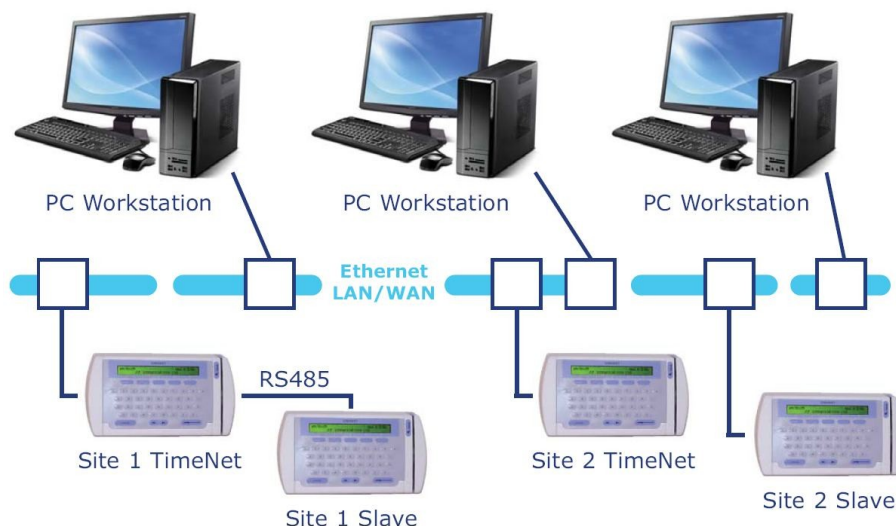 PC Workstation
PC Workstation
PC Workstation
Ethernet
LAN/WAN
RS485
Site 1 TimeNet
Site 1 Slave
Site 2 TimeNet
Site 2 Slave